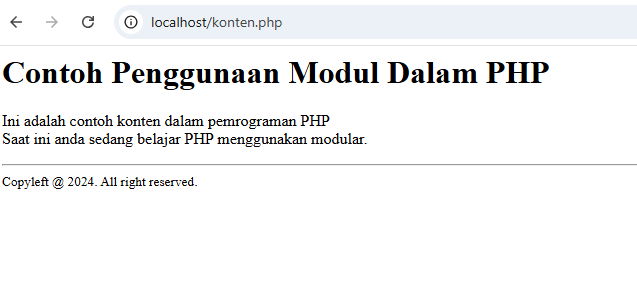 localhost/konten.php
Contoh Penggunaan Modul Dalam PHP
Ini adalah contoh konten dalam pemrograman PHP
Saat ini anda sedang belajar PHP menggunakan modular.
Copyleft @ 2024. All right reserved.